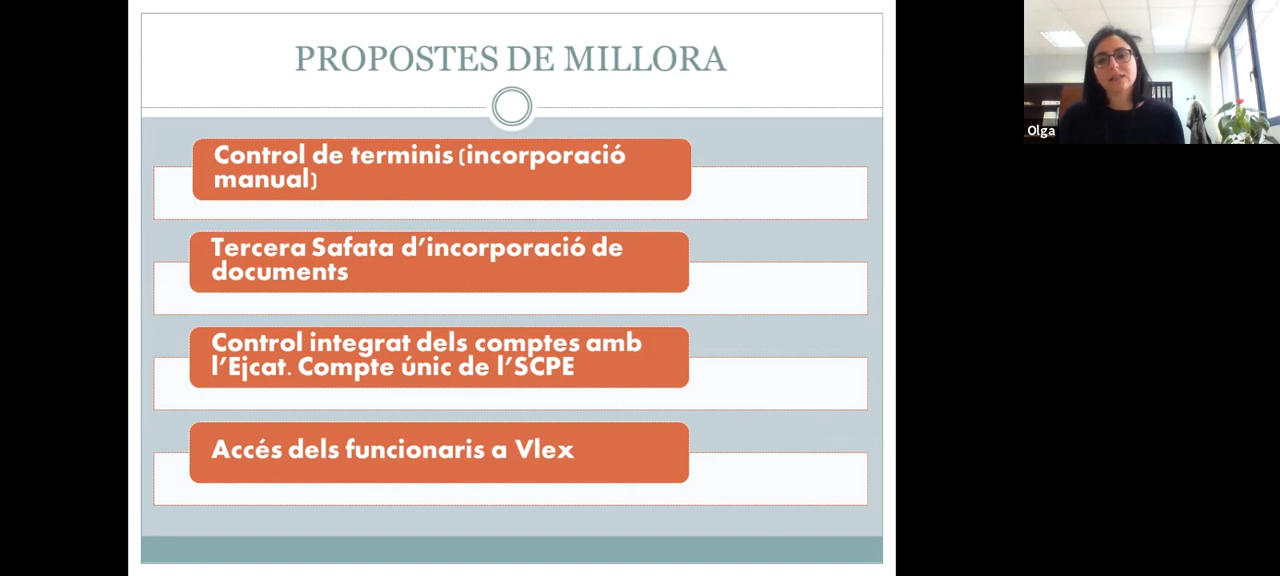 PROPOSTES DE MILLORA
Control de terminis (incorporació
manual)
Tercera Safata d’incorporació de
documents
Control integrat dels comptes amb
l’Ejcat. Compte únic de l’SCPE
Accés dels funcionaris a Vlex
Olga